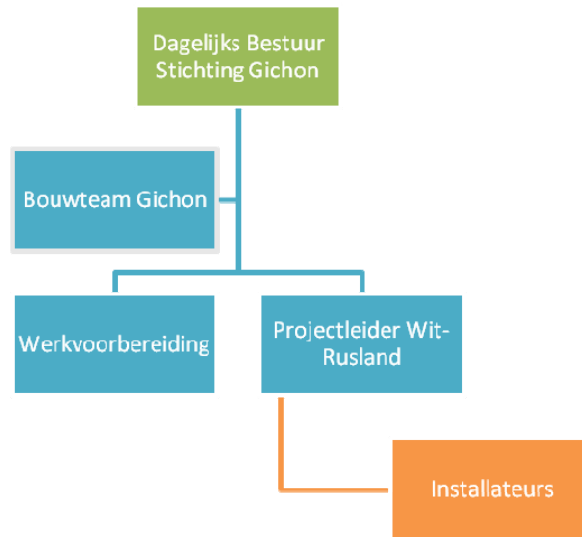 Dagelijks Bestuur
Stichting Gichon
Bouwteam Gichon
Werkvoorbereiding
Projectleider Wit-
Rusland
Installateurs